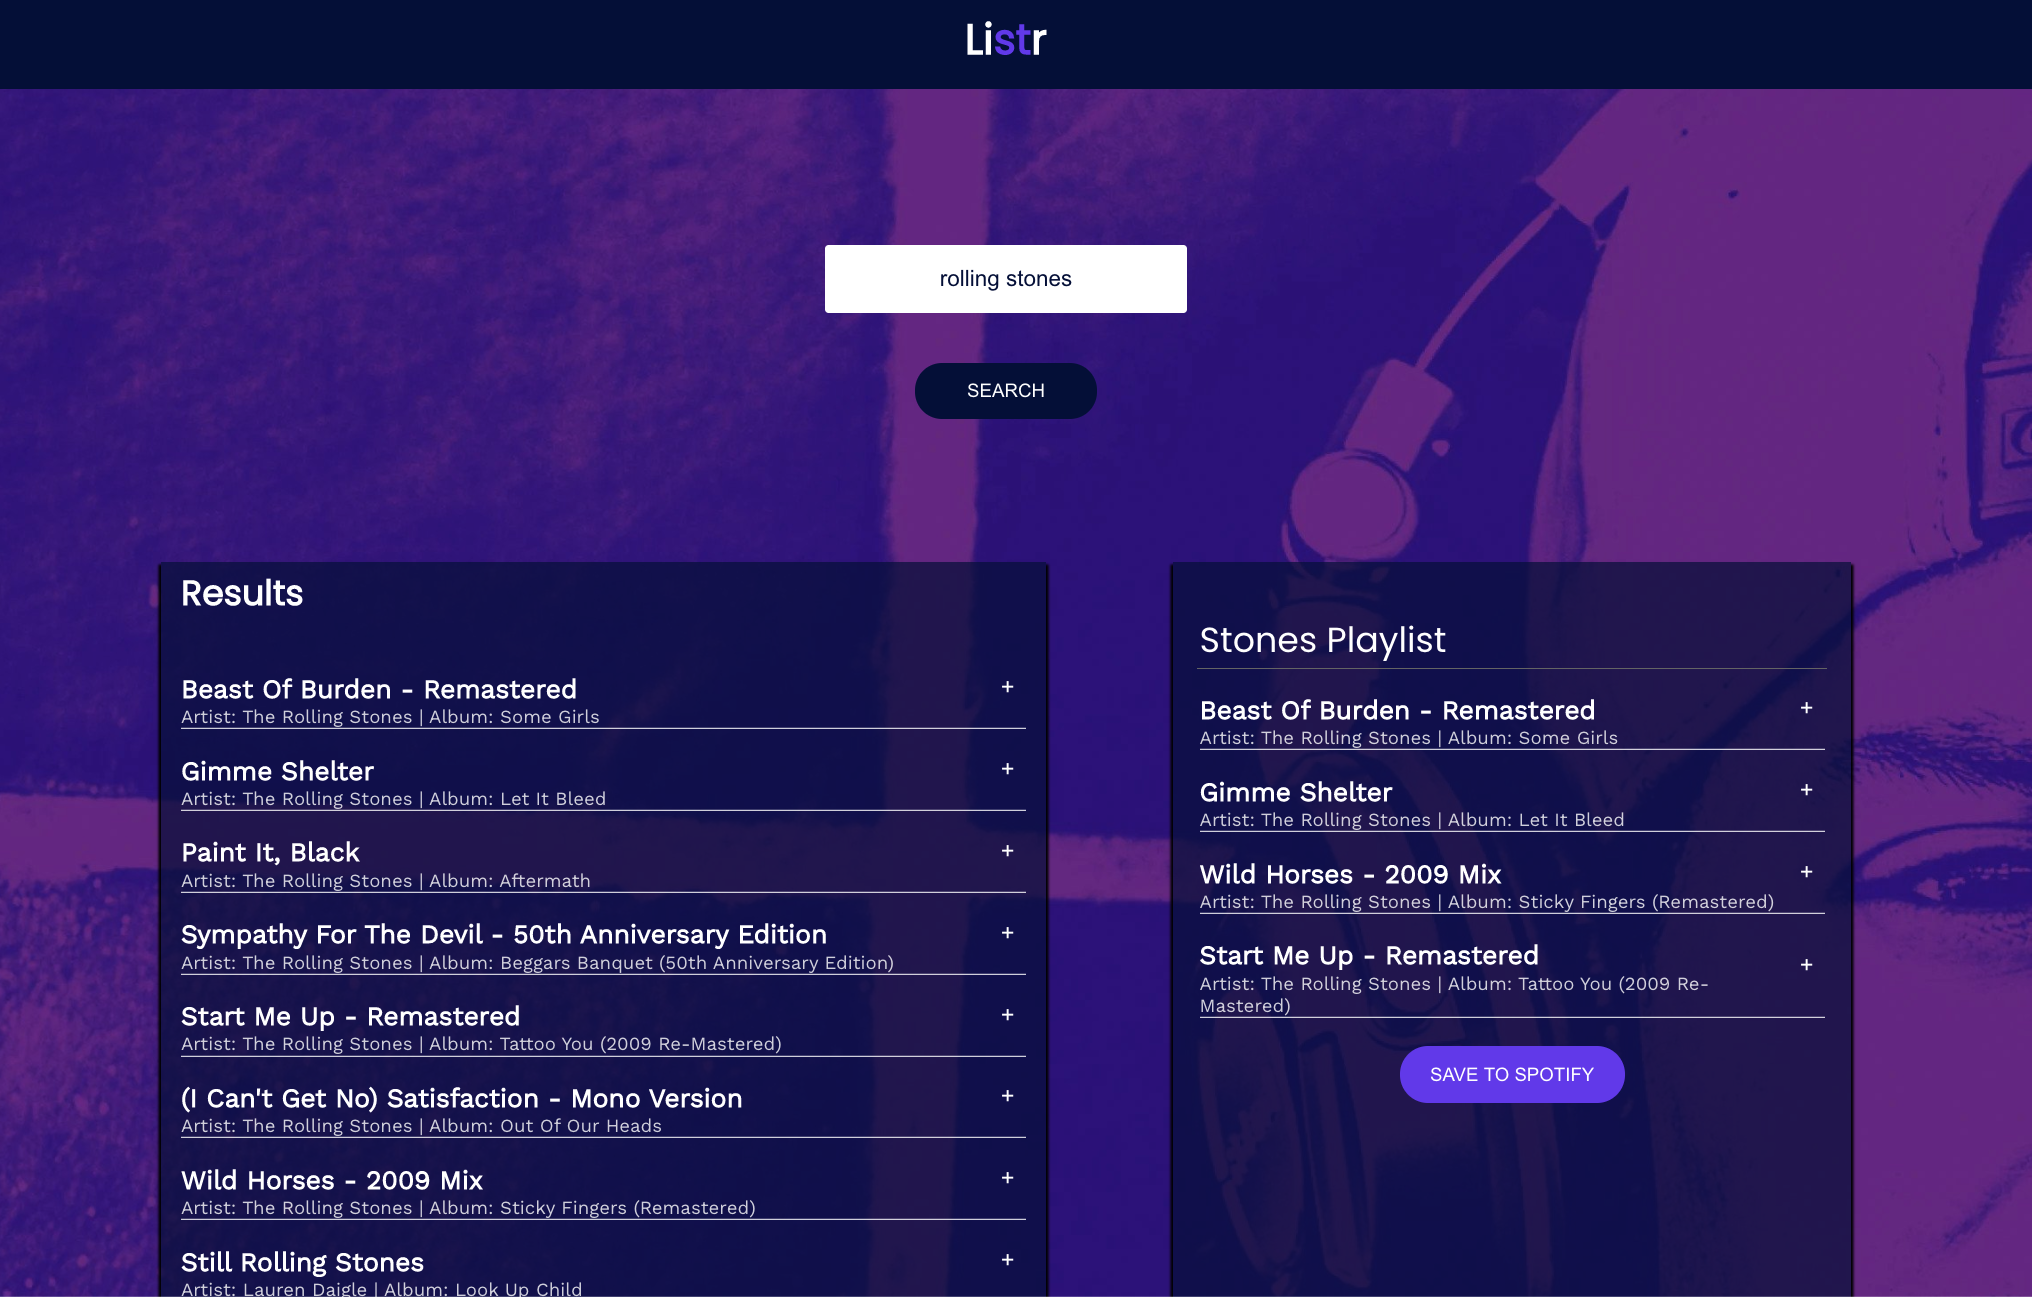 Listr
rolling stones
SEARCH
Results
Beast Of Burden - Remastered
+
Artist: The Rolling Stones | Album: Some Girls
Gimme Shelter
+
Artist: The Rolling Stones | Album: Let It Bleed
Paint It, Black
+
Artist: The Rolling Stones | Album: Aftermath
Sympathy For The Devil - 50th Anniversary Edition
+
Artist: The Rolling Stones | Album: Beggars Banquet (50th Anniversary Edition)
Start Me Up - Remastered
+
Artist: The Rolling Stones | Album: Tattoo You (2009 Re-Mastered)
(I Can't Get No) Satisfaction - Mono Version
+
Artist: The Rolling Stones | Album: Out Of Our Heads
Wild Horses - 2009 Mix
+
Artist: The Rolling Stones | Album: Sticky Fingers (Remastered)
Still Rolling Stones
+
Artist: Lauren Daigle | Album: Look Up Child
Stones Playlist
Beast Of Burden - Remastered
+
Artist: The Rolling Stones | Album: Some Girls
Gimme Shelter
+
Artist: The Rolling Stones | Album: Let It Bleed
Wild Horses - 2009 Mix
+
Artist: The Rolling Stones | Album: Sticky Fingers (Remastered)
Start Me Up - Remastered
+
Artist: The Rolling Stones | Album: Tattoo You (2009 Re-
Mastered)
SAVE TO SPOTIFY